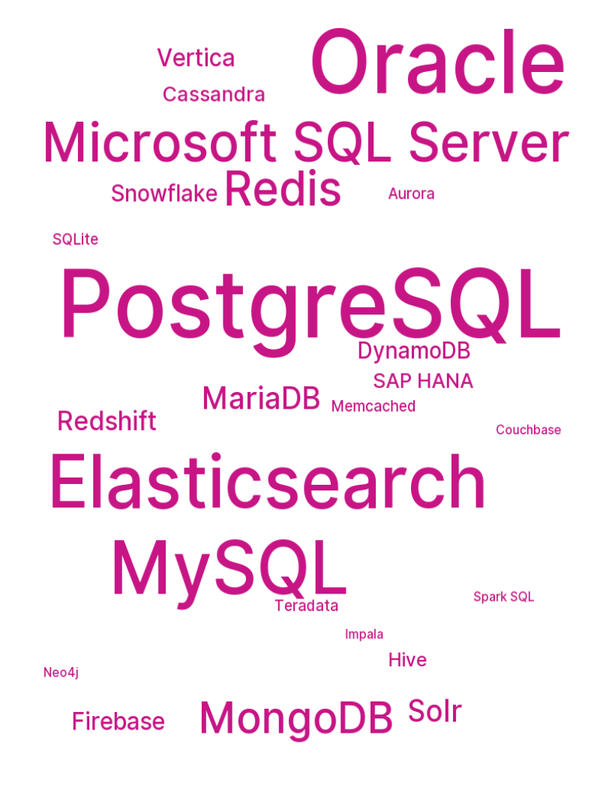 Oracle
Vertica
Cassandra
Microsoft SQL Server
Snowflake Redis Aurora
SQLite
PostgreSQL
DynamoDB
SAP HANA
MariaDB Memcached
Redshift
Couchbase
Elasticsearch
MySQL
Spark SQL
Teradata
Impala
Hive
Neo4j
Firebase MongoDB Solr